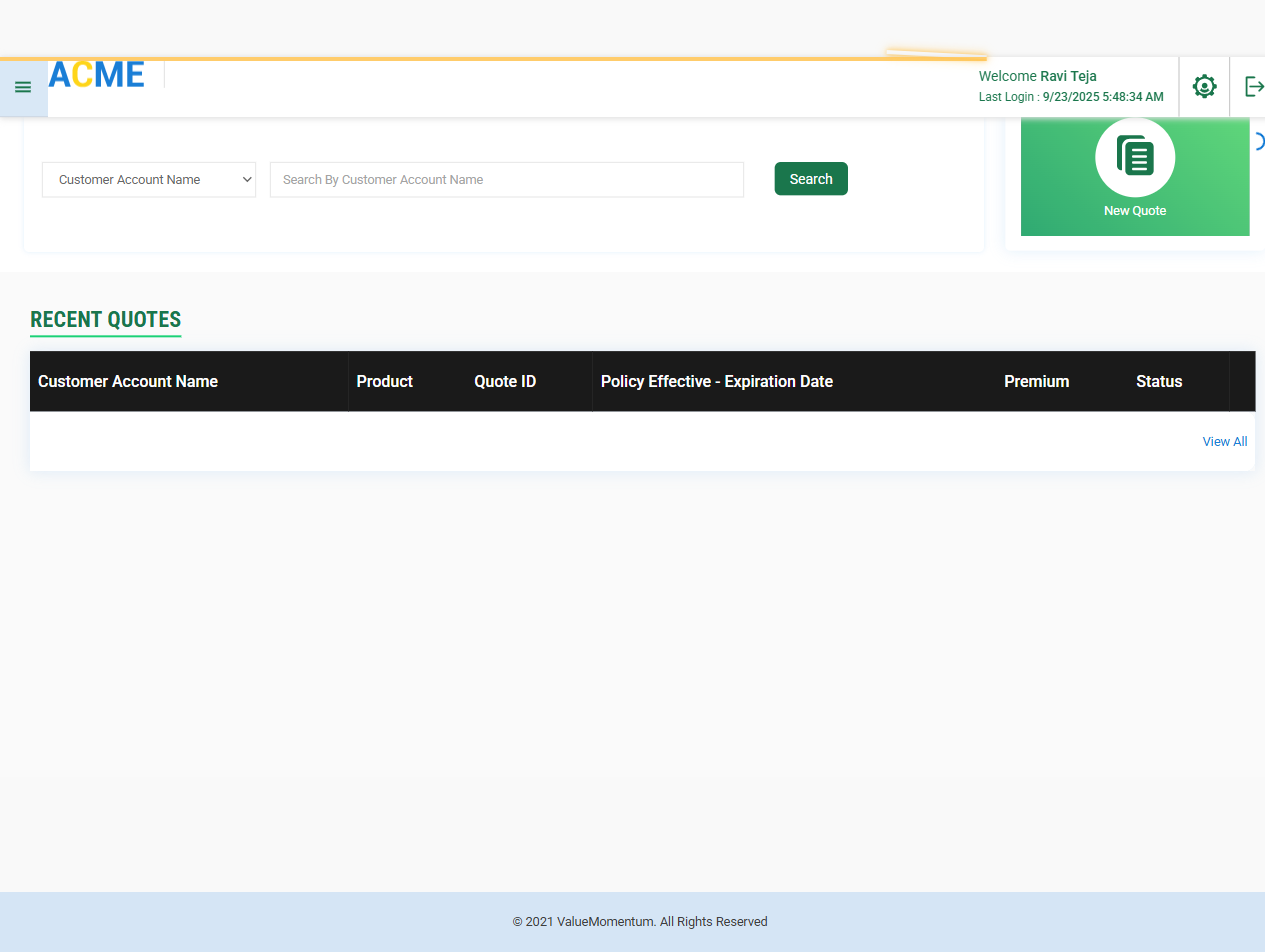 ACME
Welcome Ravi Teja
Last Login : 9/23/2025 5:48:34 AM
Customer Account Name
Search By Customer Account Name
Search
New Quote
RECENT QUOTES
Customer Account Name Product Quote ID Policy Effective - Expiration Date Premium Status
View All
© 2021 ValueMomentum. All Rights Reserved